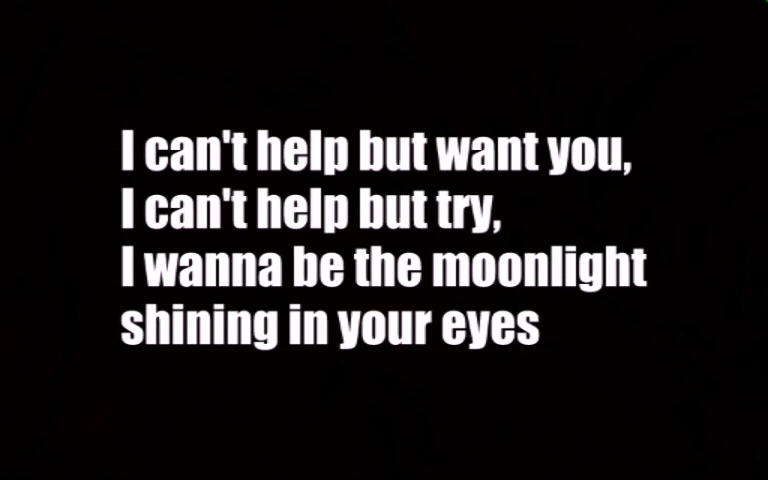 I can't help but want you,
I can't help but try,
I wanna be the moonlight
shining in your eyes